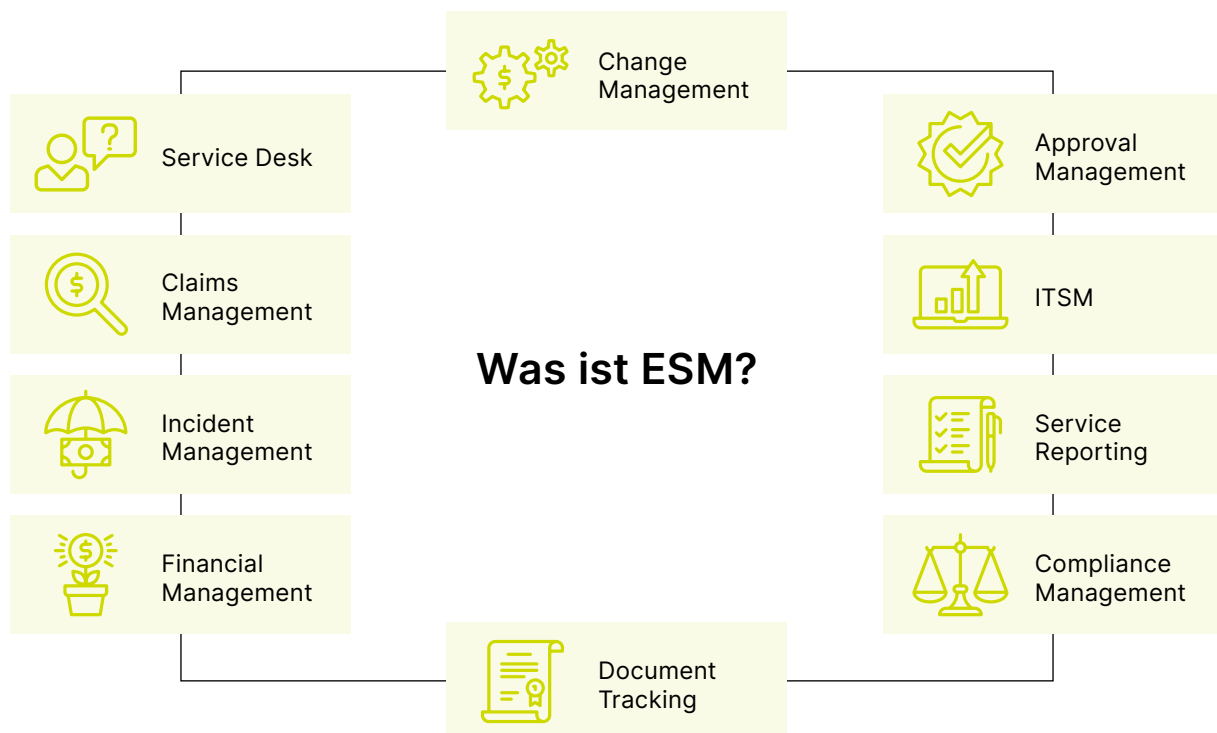 Change
Management
Service Desk
Approval
Management
Claims
Management
ITSM
Was ist ESM?
Incident
Management
Service
Reporting
Financial
Management
Compliance
Management
Document
Tracking